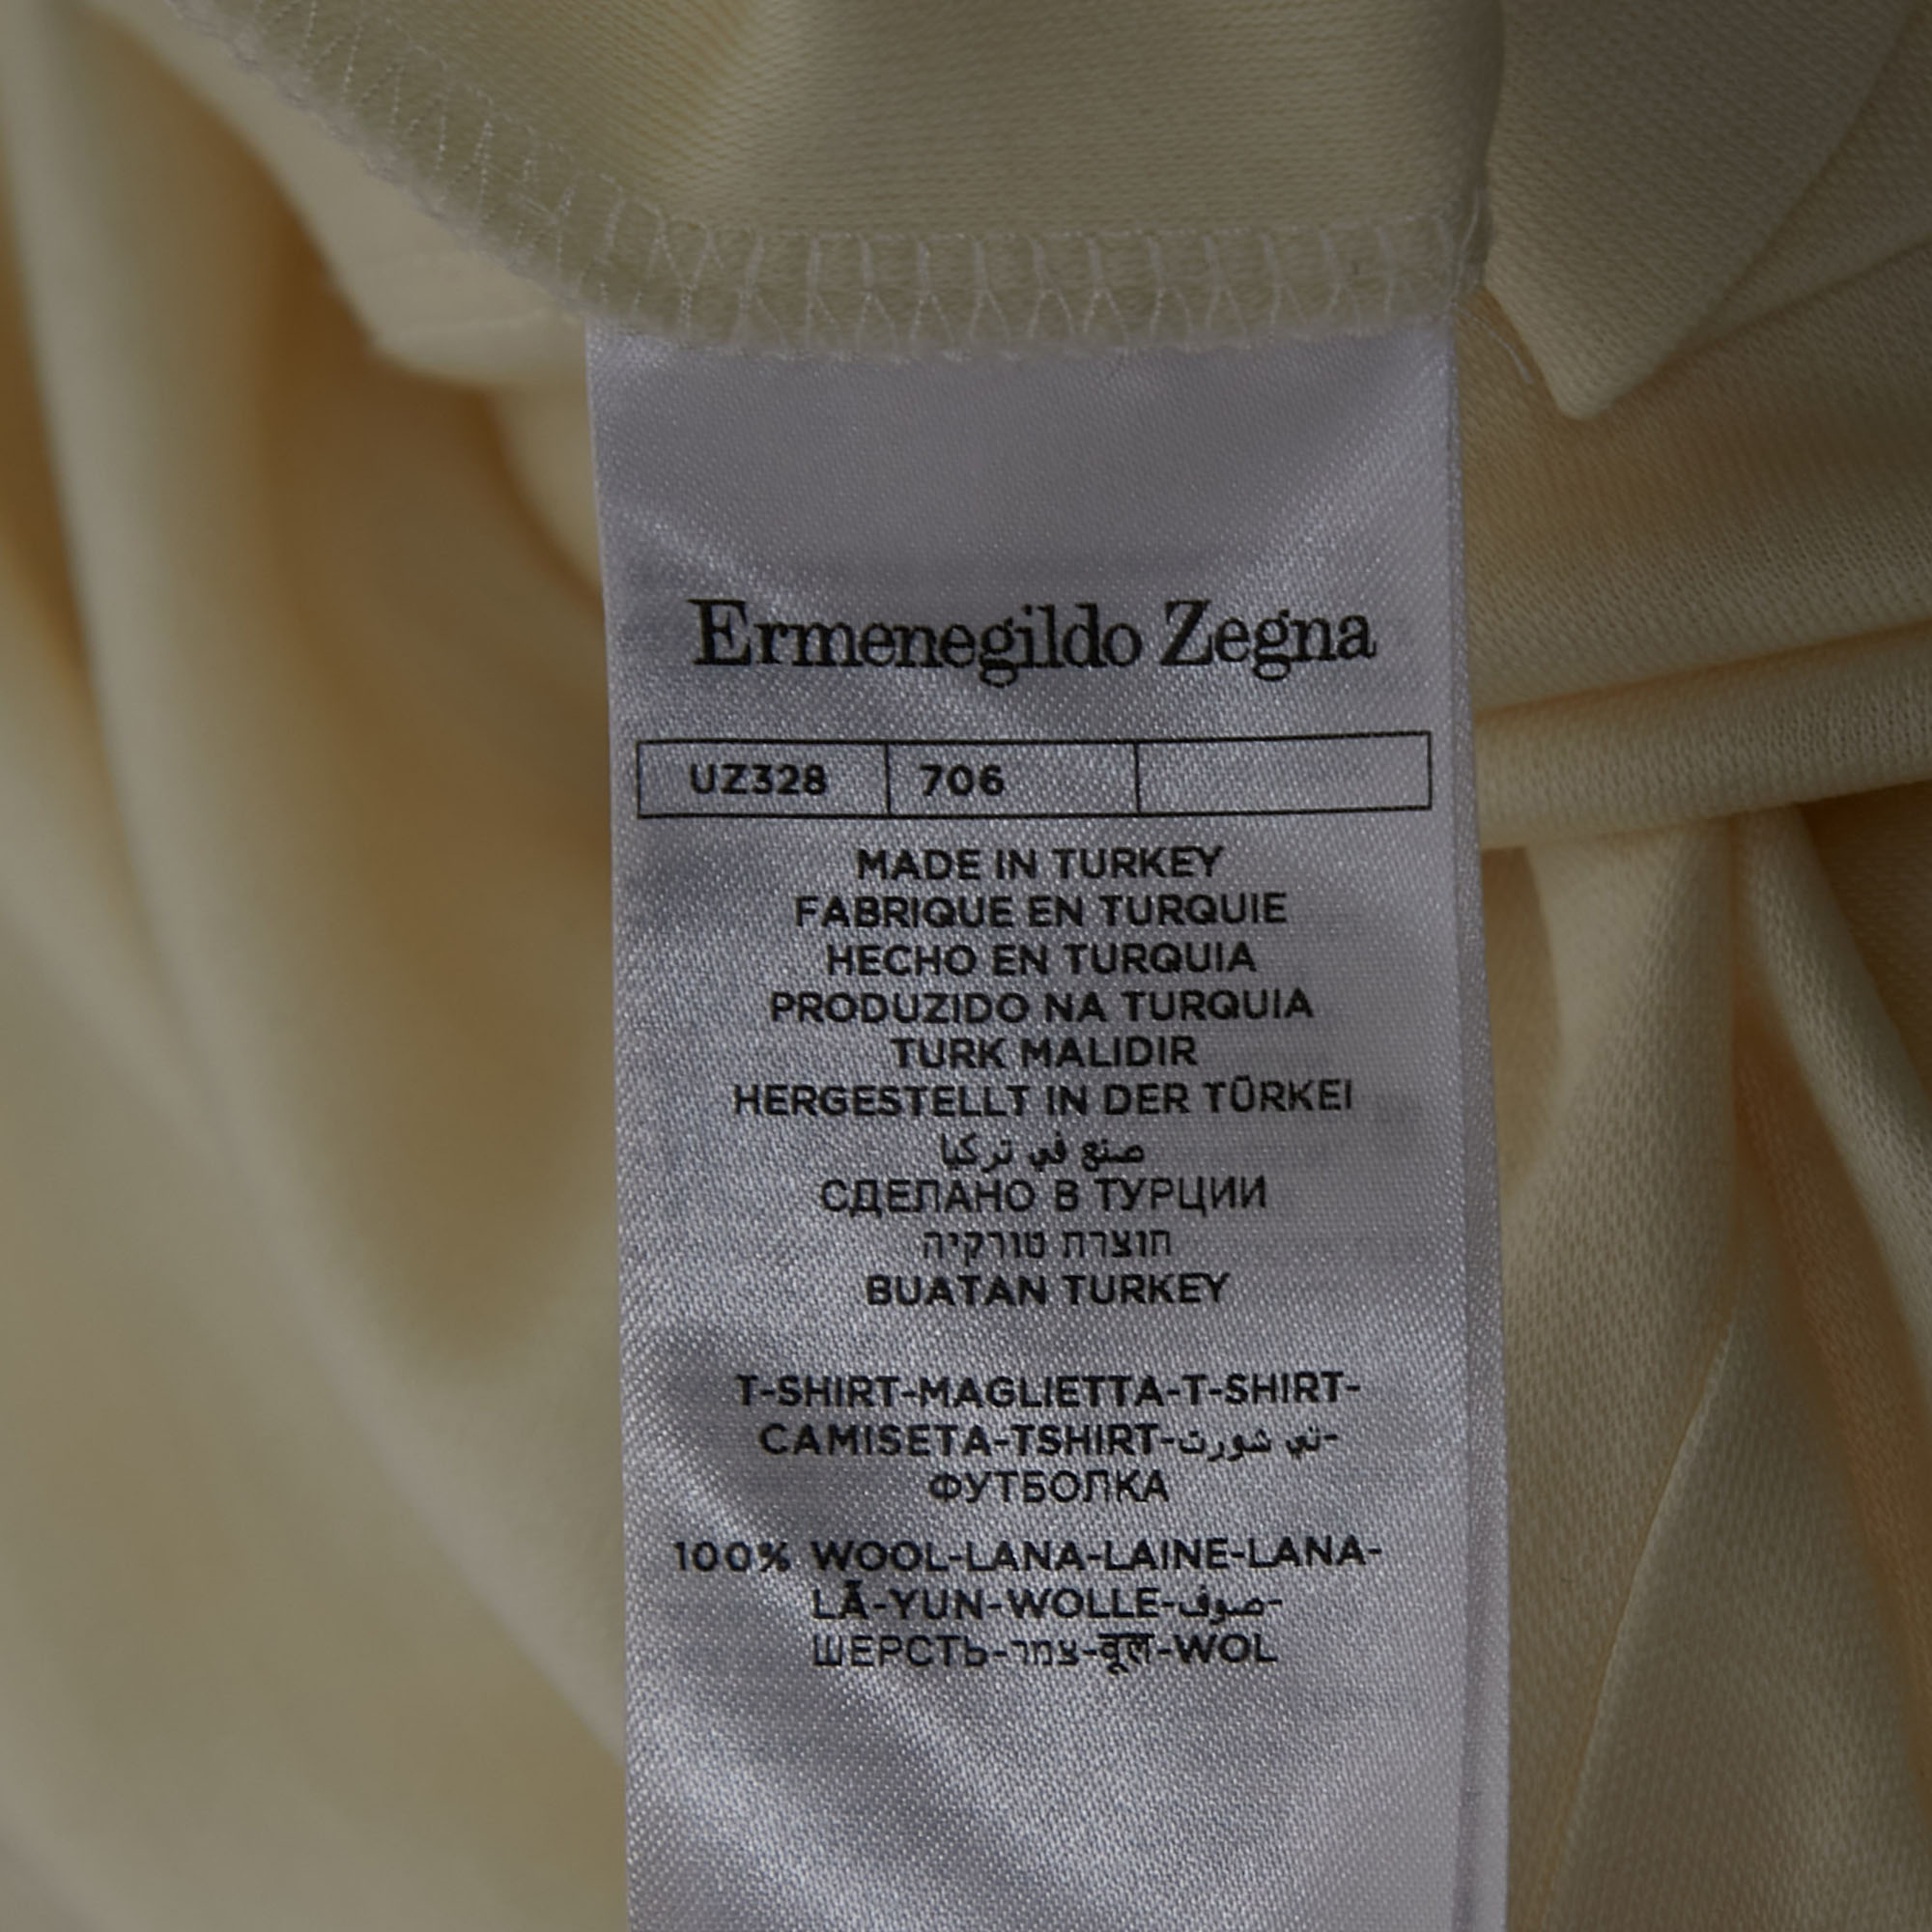 Ermenegildo Zegna
UZ328 706
MADE IN TURKEY
FABRIQUE EN TURQUIE
HECHO EN TURQUIA
PRODUZIDO NA TURQUIA
TURK MALIDIR
HERGESTELLT IN DER TÜRKEI
صنع في تركيا
СДЕЛАНО В ТУРЦИИ
תוצרת טורקיה
BUATAN TURKEY
T-SHIRT-MAGLIETTA-T-SHIRT-
CAMISETA-TSHIRT-تي شورت-
ФУТБОЛКА
100% WOOL-LANA-LAINE-LANA-
LÃ-YUN-WOLLE-صوف-
ШЕРСТЬ-צמר-वूल-WOL